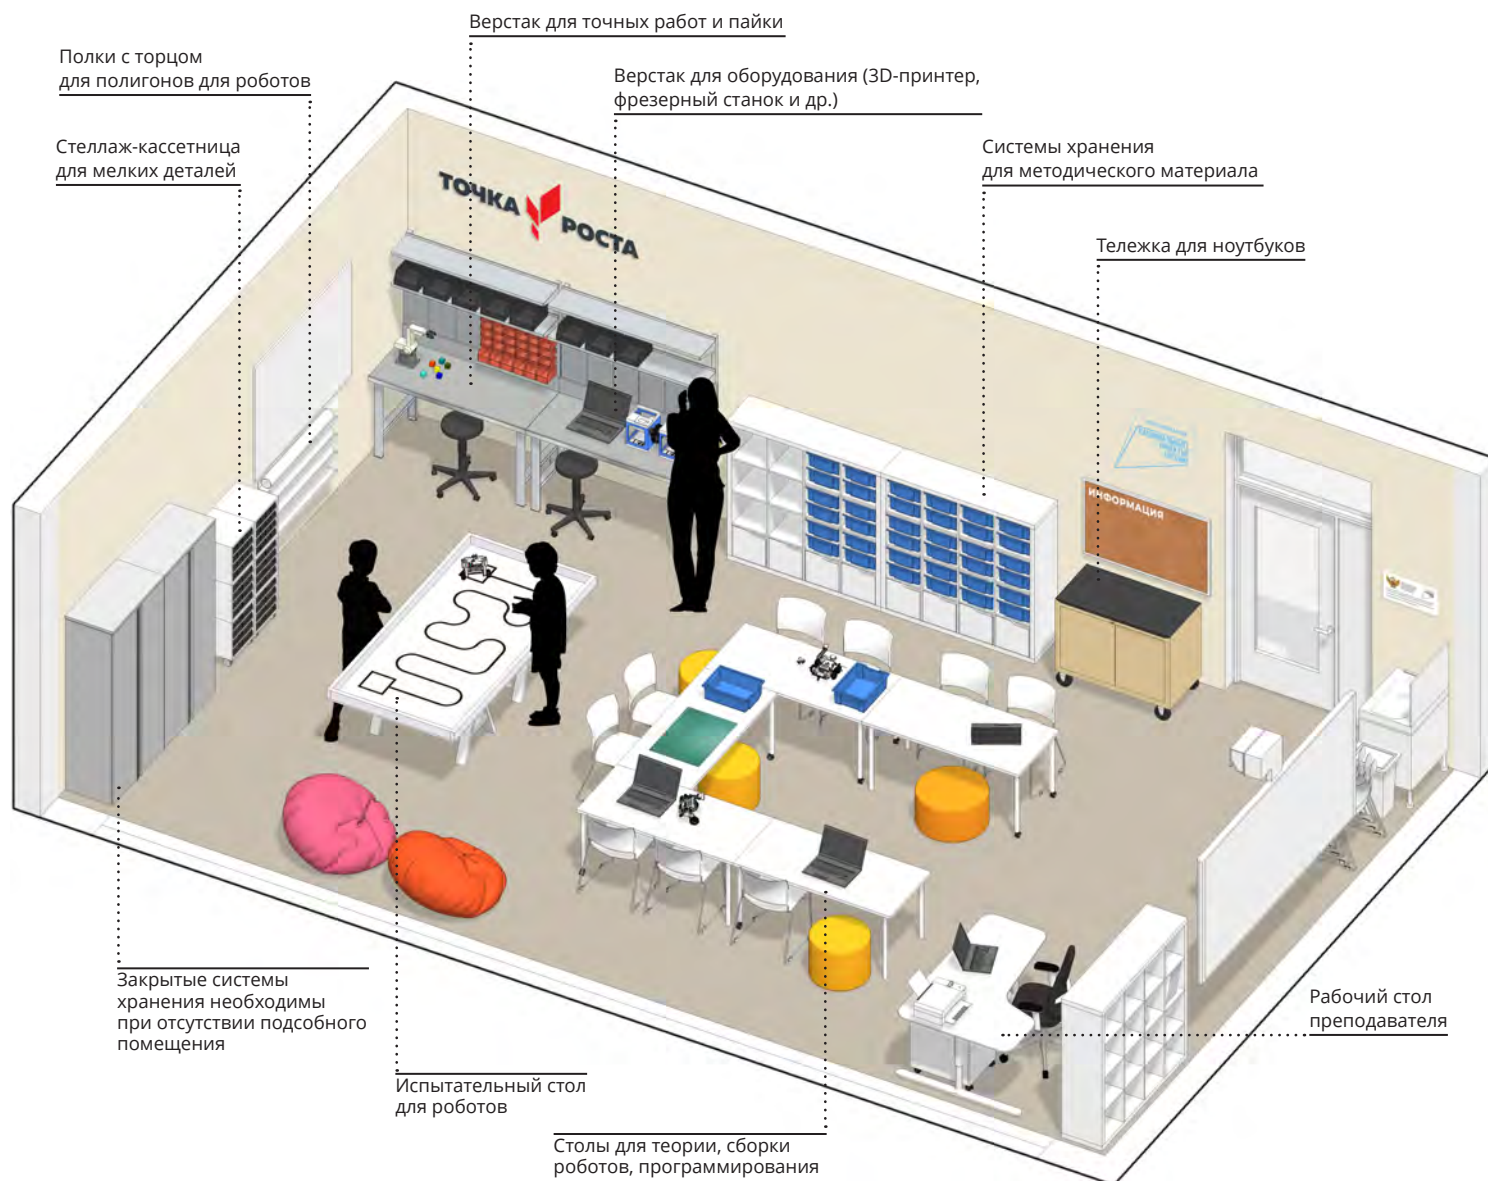 Верстак для точных работ и пайки
Полки с торцом
для полигонов для роботов
Верстак для оборудования (3D-принтер,
фрезерный станок и др.)
Стеллаж-кассетница
для мелких деталей
Системы хранения
для методического материала
ТОЧКА
РОСТА
Тележка для ноутбуков
ИНФОРМАЦИЯ
Закрытые системы
хранения необходимы
при отсутствии подсобного
помещения
Рабочий стол
преподавателя
Испытательный стол
для роботов
Столы для теории, сборки
роботов, программирования